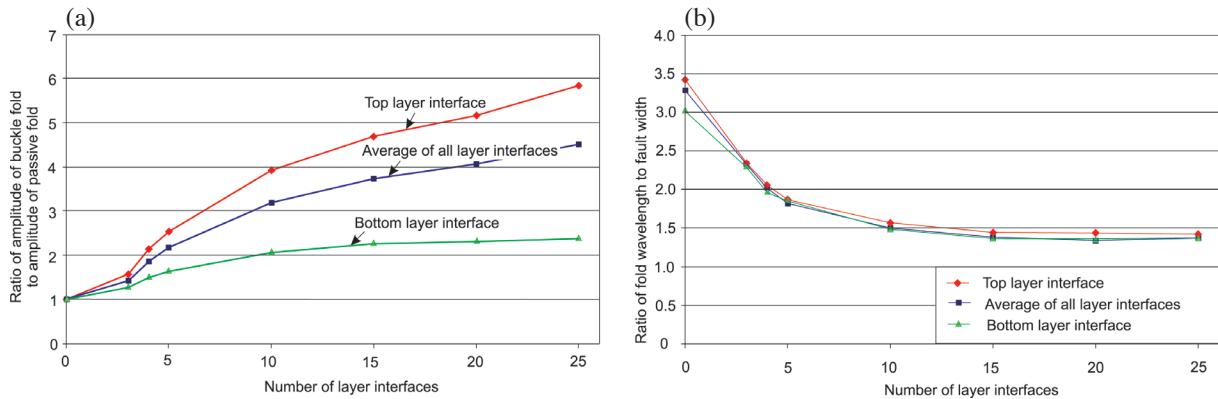 (a)
Ratio of amplitude of buckle fold
to amplitude of passive fold
7
6
5
4
3
2
1
0
Top layer interface
Average of all layer interfaces
Bottom layer interface
0 5 10 15 20 25
Number of layer interfaces
(b)
Ratio of fold wavelength to fault width
4.0
3.5
3.0
2.5
2.0
1.5
1.0
0.5
0
Top layer interface
Average of all layer interfaces
Bottom layer interface
0 5 10 15 20 25
Number of layer interfaces